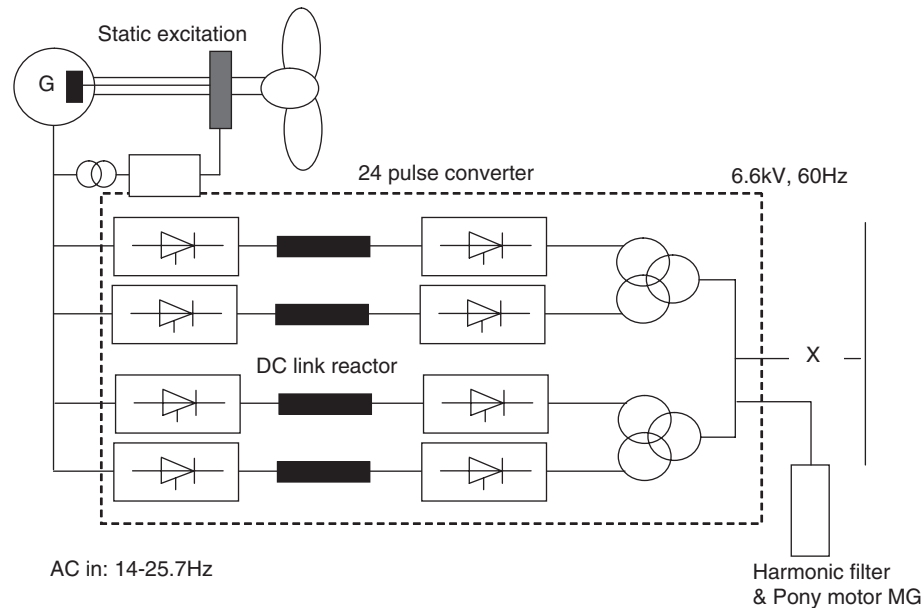 Static excitation
G
24 pulse converter
6.6kV, 60Hz
DC link reactor
X
AC in: 14-25.7Hz
Harmonic filter
& Pony motor MG